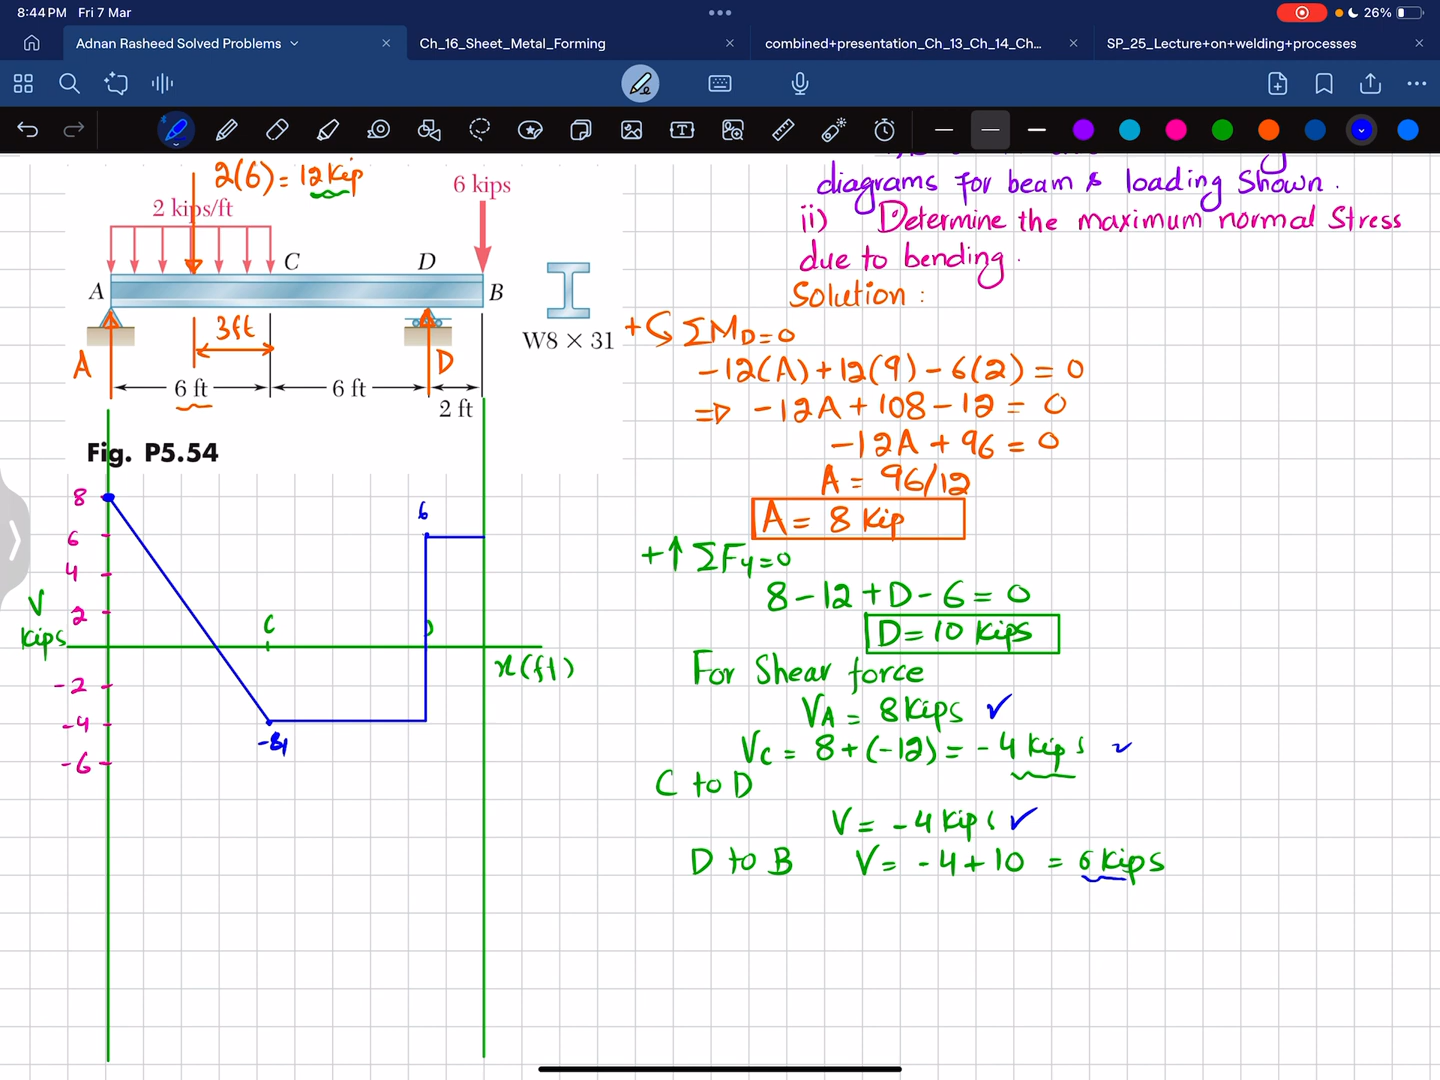 8:44 PM Fri 7 Mar
26%
Adnan Rasheed Solved Problems
Ch_16_Sheet_Metal_Forming
combined+presentation_Ch_13_Ch_14_Ch...
SP_25_Lecture+on+welding+processes
2(6) = 12 Kip
6 kips
2 kips/ft
C
D
A
B
3ft
W8 × 31
A
D
6 ft
6 ft
2 ft
Fig. P5.54
8
6
6
4
V
2
kips
C
D
x(ft)
-2
-4
-6
diagrams for beam & loading Shown.
ii) Determine the maximum normal Stress
due to bending.
Solution :
+ ΣM_D=0
-12(A) + 12(9) - 6(2) = 0
⇒ -12A + 108 - 12 = 0
-12A + 96 = 0
A = 96/12
A = 8 Kip
+↑ ΣFy=0
8 - 12 + D - 6 = 0
D = 10 Kips
For Shear force
VA = 8 Kips ✓
Vc = 8 + (-12) = -4 Kips ✓
C to D
V = -4 Kips ✓
D to B V = -4 + 10 = 6 Kips